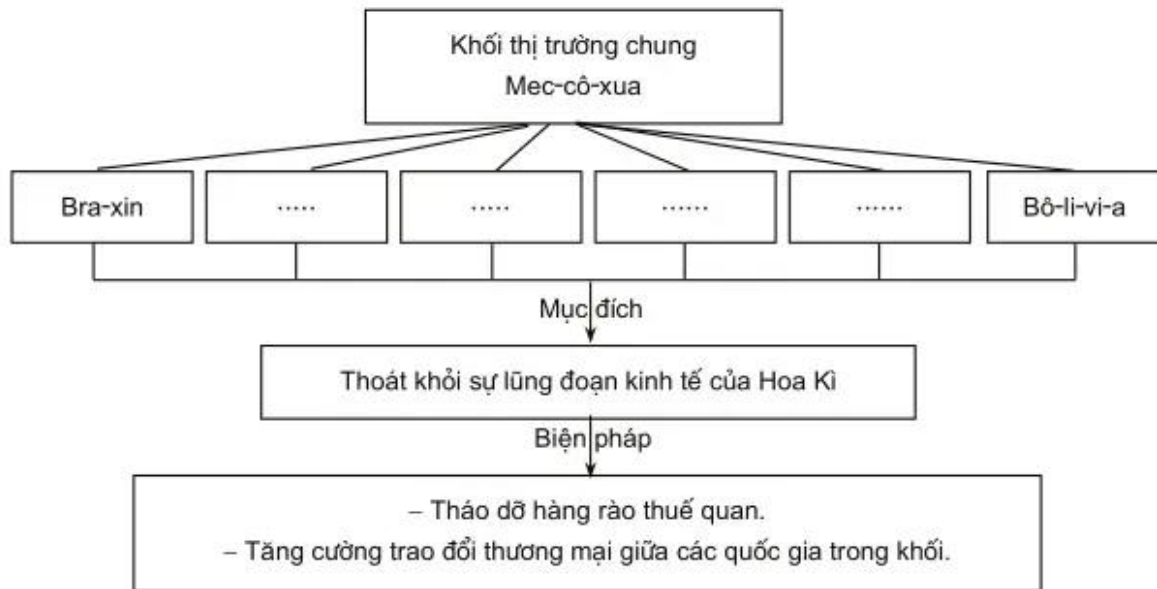 Khối thị trường chung
Mec-cô-xua
Bra-xin
.....
.....
......
......
Bô-li-vi-a
Mục đích
Thoát khỏi sự lũng đoạn kinh tế của Hoa Kì
Biện pháp
– Tháo dỡ hàng rào thuế quan.
– Tăng cường trao đổi thương mại giữa các quốc gia trong khối.